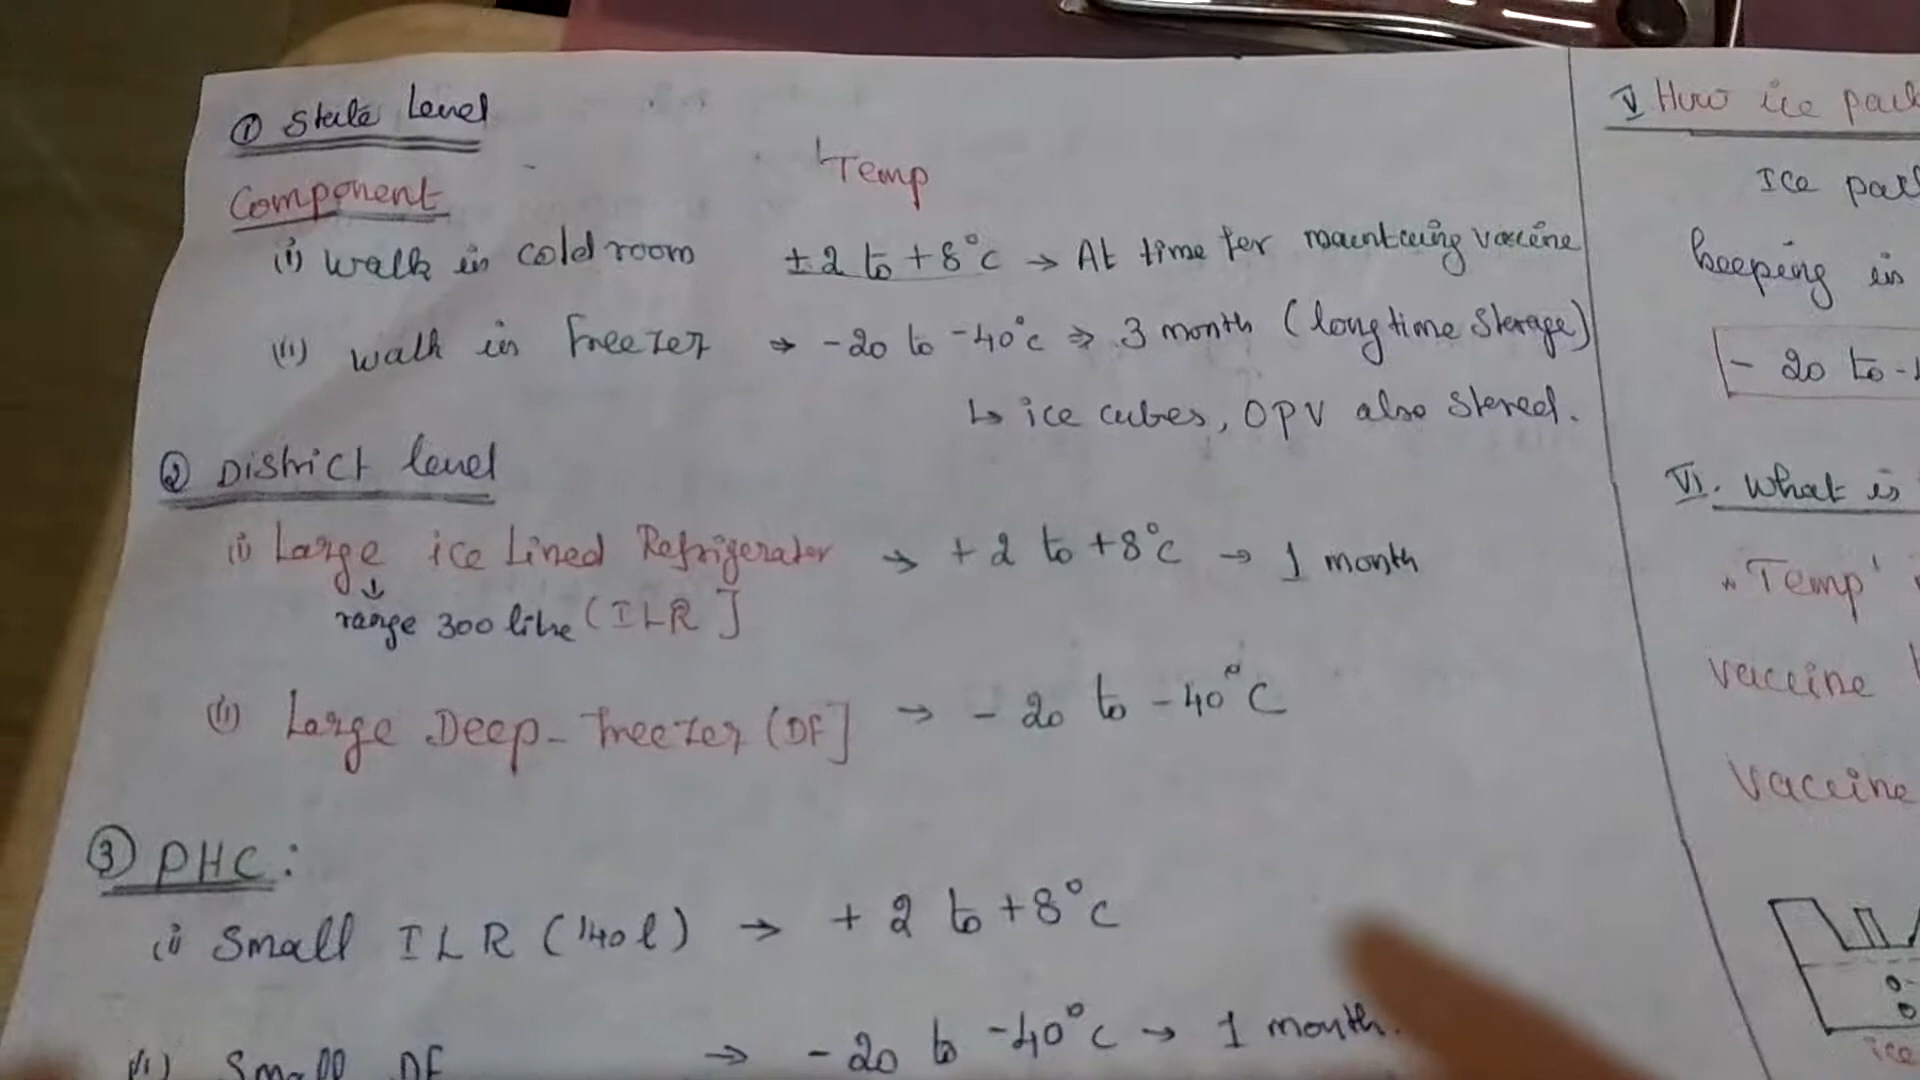 ① State Level
Component Temp
(i) walk in cold room +2 to +8°c → At time for maintaining vaccine
(ii) walk in Freezer → -20 to -40°c ⇒ 3 month (long time storage)
↳ ice cubes, OPV also stored.
② District level
(i) Large ice Lined Refrigerator → +2 to +8°c → 1 month
↓
range 300 litre (ILR]
(ii) Large Deep-freezer (DF] → -20 to -40°C
③ PHC:
(i) Small ILR (140l) → +2 to +8°c
(ii) Small DF → -20 to -40°c → 1 month.
V How ice
Ice
keeping in
- 20 to -
VI. What is
"Temp'
vaccine
vaccine
ice